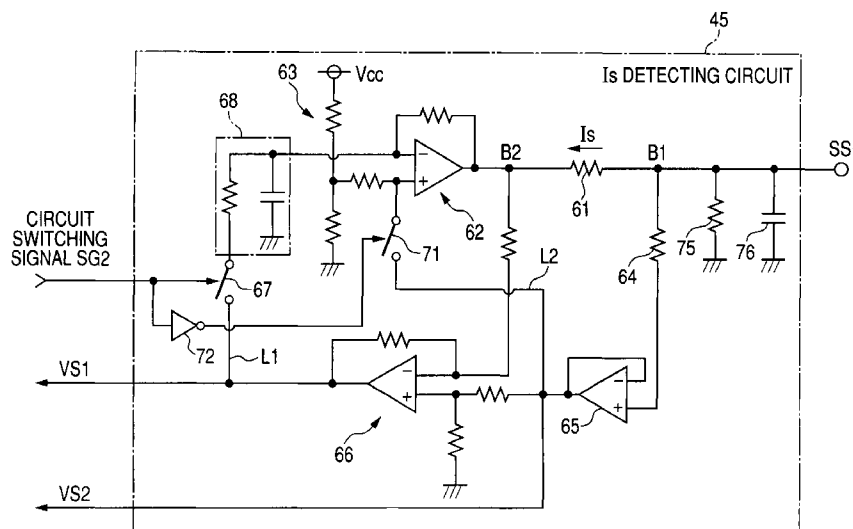 45
Is DETECTING CIRCUIT
63
Vcc
68
B2
Is
B1
SS
61
62
75
76
64
71
L2
CIRCUIT
SWITCHING
SIGNAL SG2
67
72
L1
VS1
65
66
VS2